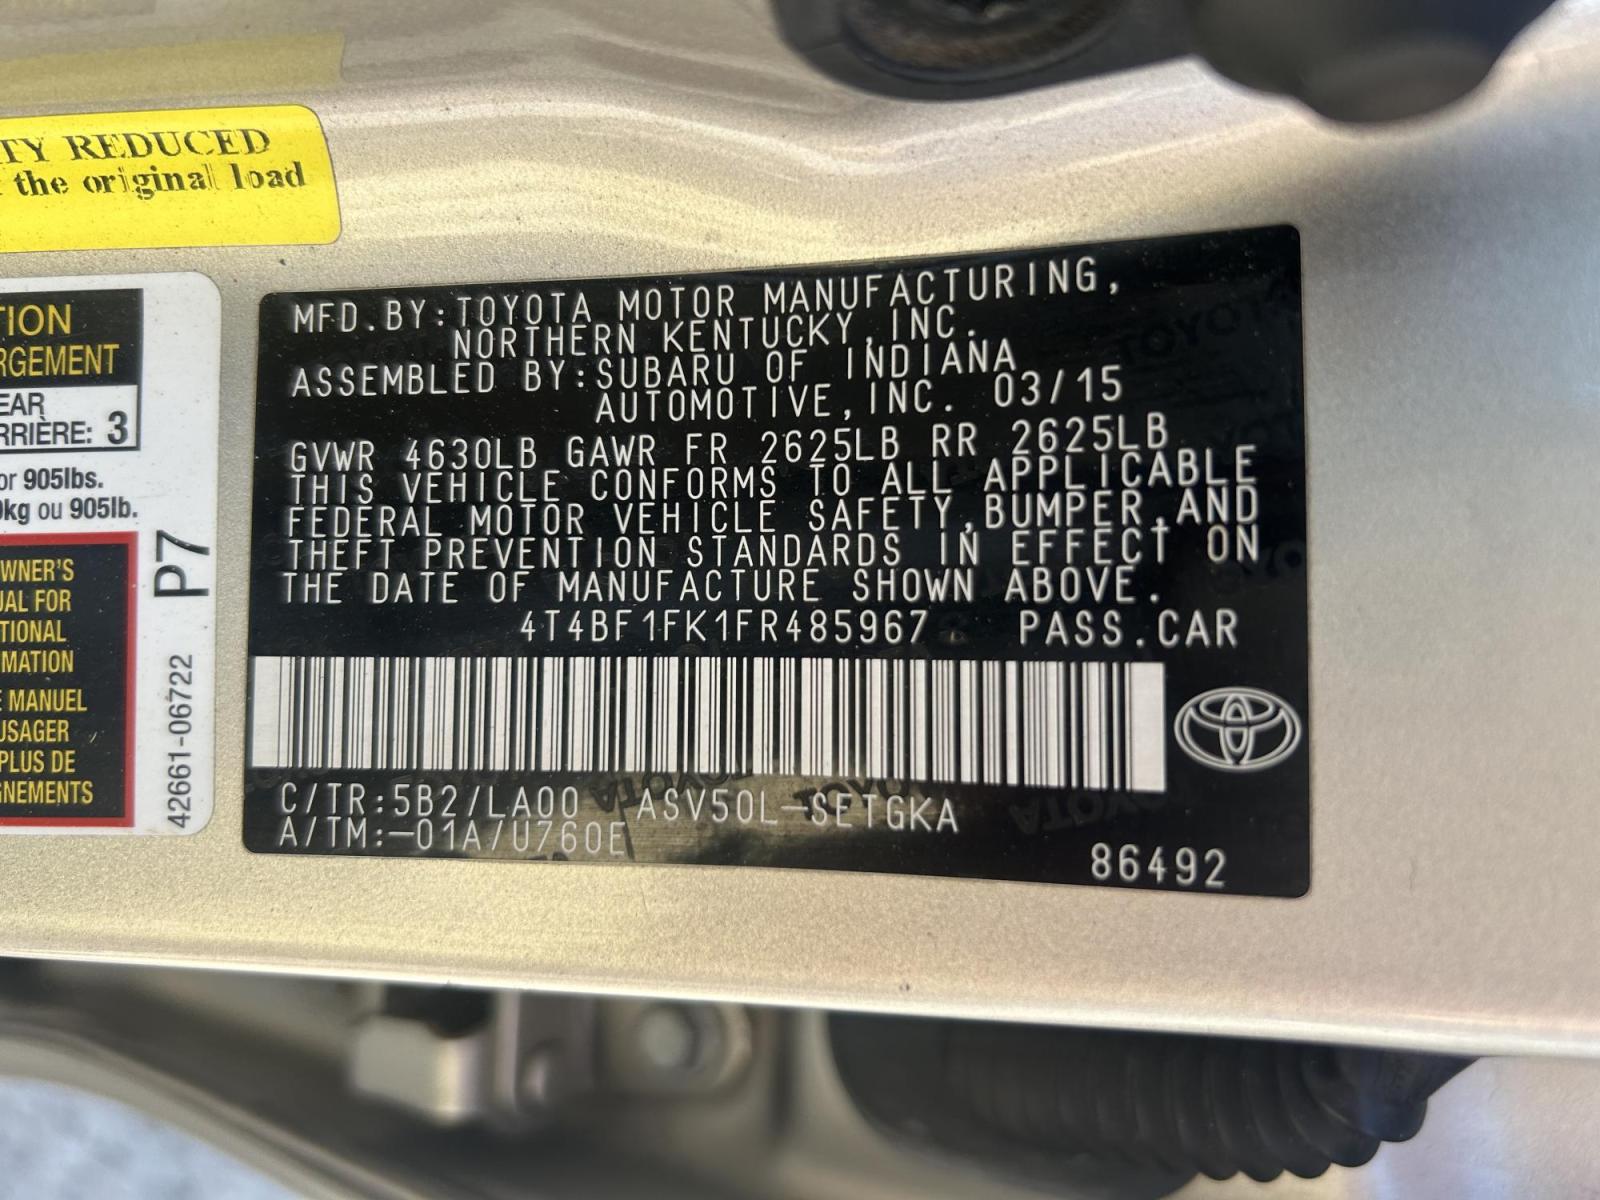 TY REDUCED
the original load
TION
RGEMENT
EAR
RRIÈRE: 3
or 905lbs.
kg ou 905lb.
WNER'S
UAL FOR
TIONAL
MATION
E MANUEL
USAGER
PLUS DE
GNEMENTS
P7
42661-06722
MFD.BY:TOYOTA MOTOR MANUFACTURING,
NORTHERN KENTUCKY,INC.
ASSEMBLED BY:SUBARU OF INDIANA
AUTOMOTIVE,INC. 03/15
GVWR 4630LB GAWR FR 2625LB RR 2625LB
THIS VEHICLE CONFORMS TO ALL APPLICABLE
FEDERAL MOTOR VEHICLE SAFETY,BUMPER,AND
THEFT PREVENTION STANDARDS IN EFFECT ON
THE DATE OF MANUFACTURE SHOWN ABOVE.
4T4BF1FK1FR485967 PASS.CAR
C/TR:5B2/LA00 ASV50L-SETGKA
A/TM:-01A/U760E
86492